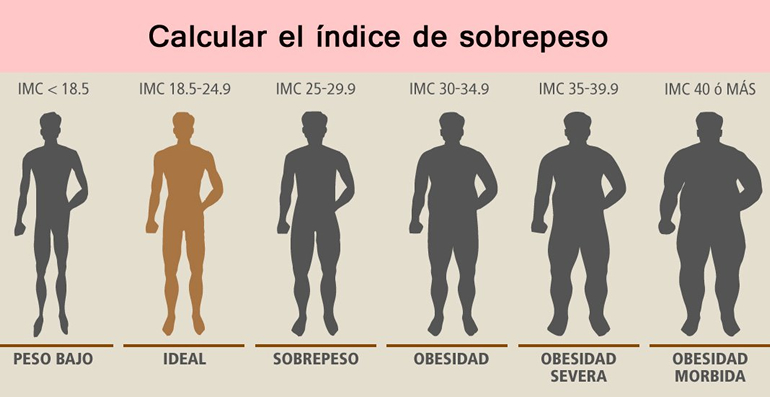 Calcular el índice de sobrepeso
IMC < 18.5
IMC 18.5-24.9
IMC 25-29.9
IMC 30-34.9
IMC 35-39.9
IMC 40 ó MÁS
PESO BAJO
IDEAL
SOBREPESO
OBESIDAD
OBESIDAD
SEVERA
OBESIDAD
MORBIDA